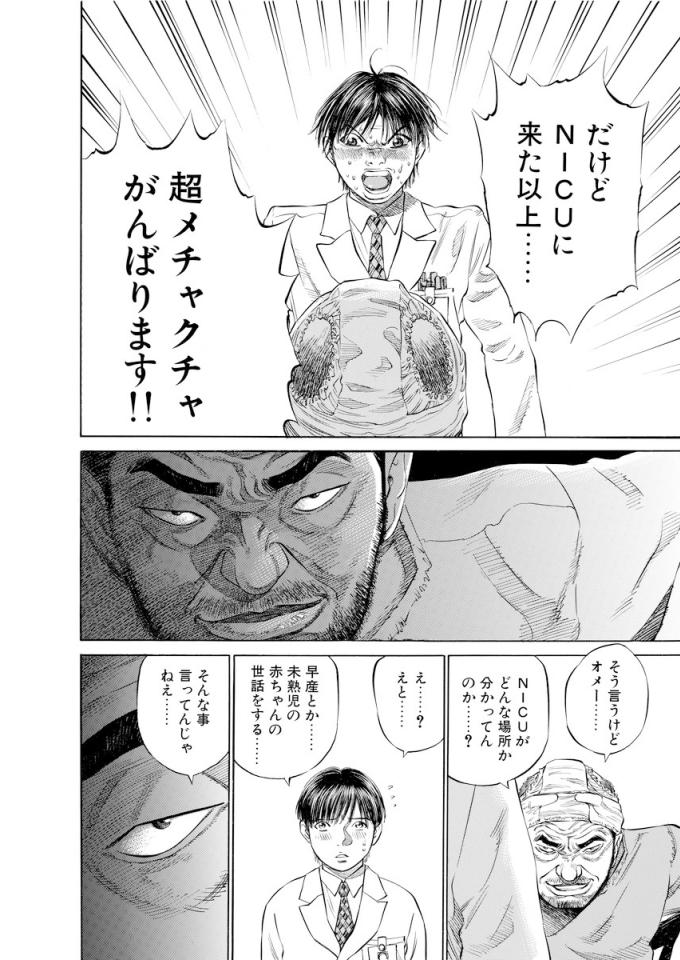 だけど
NICUに
来た以上……
超メチャクチャ
がんばります!!
そう言うけど
オメー……
NICUが
どんな場所か
分かってん
のか……?
え……?
えと……
早産とか……
未熟児の
赤ちゃんの
世話をする……
そんな事
言ってんじゃ
ねぇ……